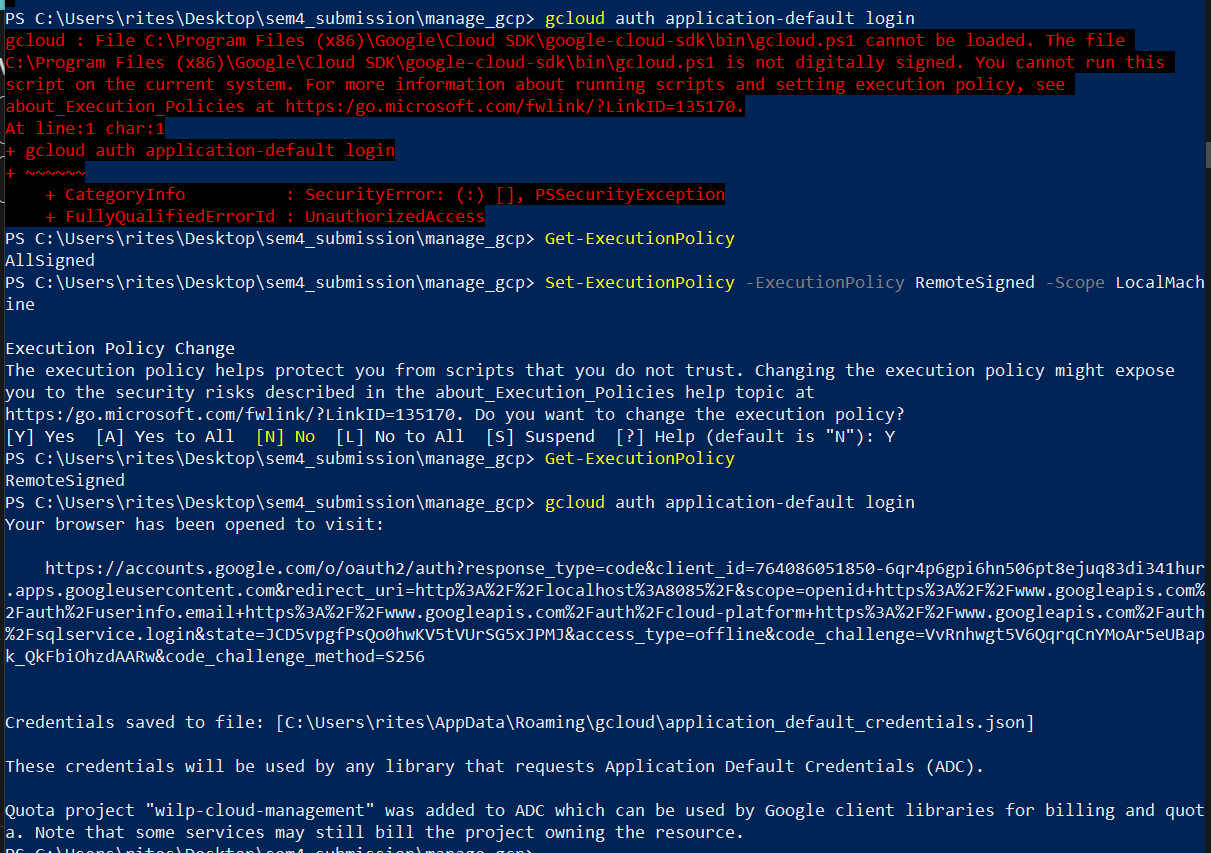 PS C:\Users\rites\Desktop\sem4_submission\manage_gcp> gcloud auth application-default login
gcloud : File C:\Program Files (x86)\Google\Cloud SDK\google-cloud-sdk\bin\gcloud.ps1 cannot be loaded. The file
C:\Program Files (x86)\Google\Cloud SDK\google-cloud-sdk\bin\gcloud.ps1 is not digitally signed. You cannot run this
script on the current system. For more information about running scripts and setting execution policy, see
about_Execution_Policies at https:/go.microsoft.com/fwlink/?LinkID=135170.
At line:1 char:1
+ gcloud auth application-default login
+ ~~~~~~
    + CategoryInfo          : SecurityError: (:) [], PSSecurityException
    + FullyQualifiedErrorId : UnauthorizedAccess
PS C:\Users\rites\Desktop\sem4_submission\manage_gcp> Get-ExecutionPolicy
AllSigned
PS C:\Users\rites\Desktop\sem4_submission\manage_gcp> Set-ExecutionPolicy -ExecutionPolicy RemoteSigned -Scope LocalMach
ine
Execution Policy Change
The execution policy helps protect you from scripts that you do not trust. Changing the execution policy might expose
you to the security risks described in the about_Execution_Policies help topic at
https:/go.microsoft.com/fwlink/?LinkID=135170. Do you want to change the execution policy?
[Y] Yes  [A] Yes to All  [N] No  [L] No to All  [S] Suspend  [?] Help (default is "N"): Y
PS C:\Users\rites\Desktop\sem4_submission\manage_gcp> Get-ExecutionPolicy
RemoteSigned
PS C:\Users\rites\Desktop\sem4_submission\manage_gcp> gcloud auth application-default login
Your browser has been opened to visit:
    https://accounts.google.com/o/oauth2/auth?response_type=code&client_id=764086051850-6qr4p6gpi6hn506pt8ejuq83di341hur
.apps.googleusercontent.com&redirect_uri=http%3A%2F%2Flocalhost%3A8085%2F&scope=openid+https%3A%2F%2Fwww.googleapis.com%
2Fauth%2Fuserinfo.email+https%3A%2F%2Fwww.googleapis.com%2Fauth%2Fcloud-platform+https%3A%2F%2Fwww.googleapis.com%2Fauth
%2Fsqlservice.login&state=JCD5vpgfPsQo0hwKV5tVUrSG5xJPMJ&access_type=offline&code_challenge=VvRnhwgt5V6QqrqCnYMoAr5eUBap
k_QkFbiOhzdAARw&code_challenge_method=S256
Credentials saved to file: [C:\Users\rites\AppData\Roaming\gcloud\application_default_credentials.json]
These credentials will be used by any library that requests Application Default Credentials (ADC).
Quota project "wilp-cloud-management" was added to ADC which can be used by Google client libraries for billing and quot
a. Note that some services may still bill the project owning the resource.
PS C:\Users\rites\Desktop\sem4_submission\manage_gcp>